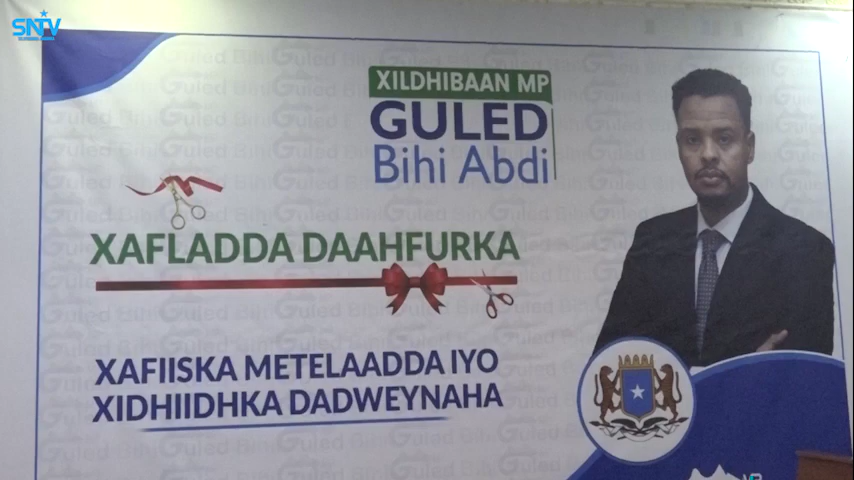 SNTV
XILDHIBAAN MP
GULED
Bihi Abdi
XAFLADDA DAAHFURKA
XAFIISKA METELAADDA IYO
XIDHIIDHKA DADWEYNAHA